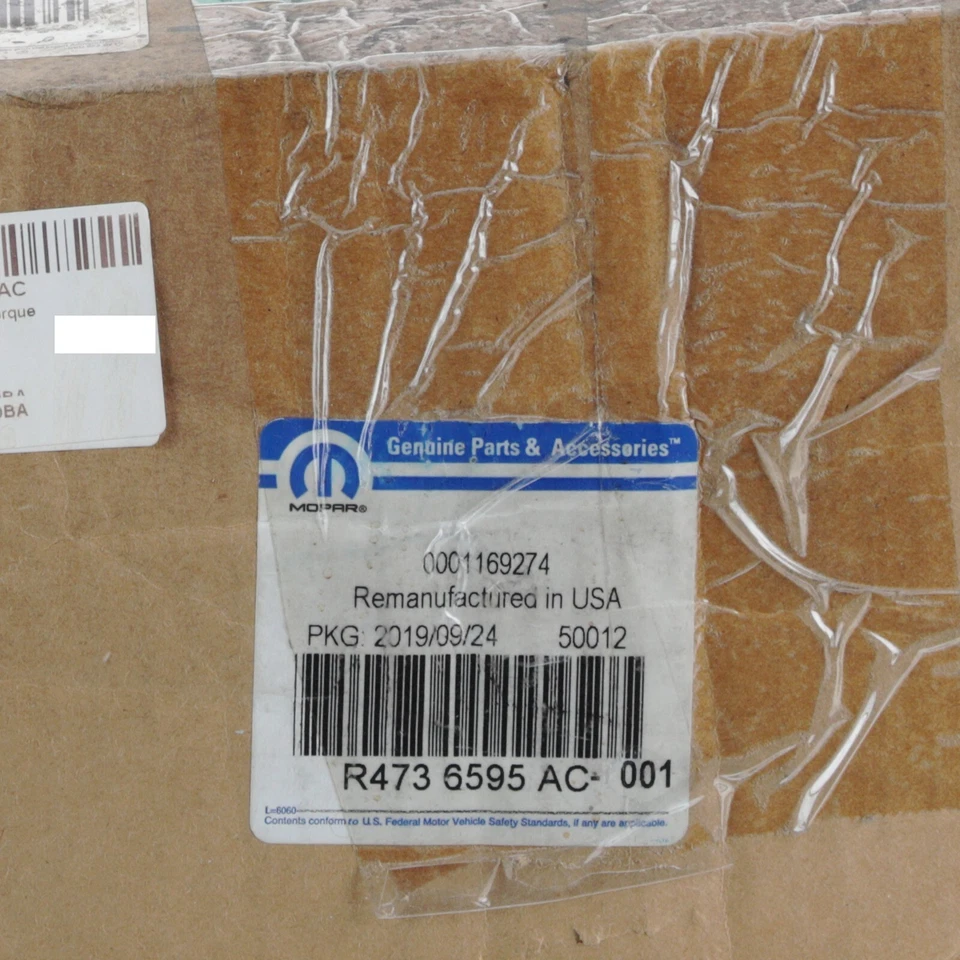 AC
rque
0BA
Genuine Parts & Accessories™
MOPAR®
0001169274
Remanufactured in USA
PKG: 2019/09/24 50012
R473 6595 AC- 001
L=6060
Contents conform to U.S. Federal Motor Vehicle Safety Standards, if any are applicable.